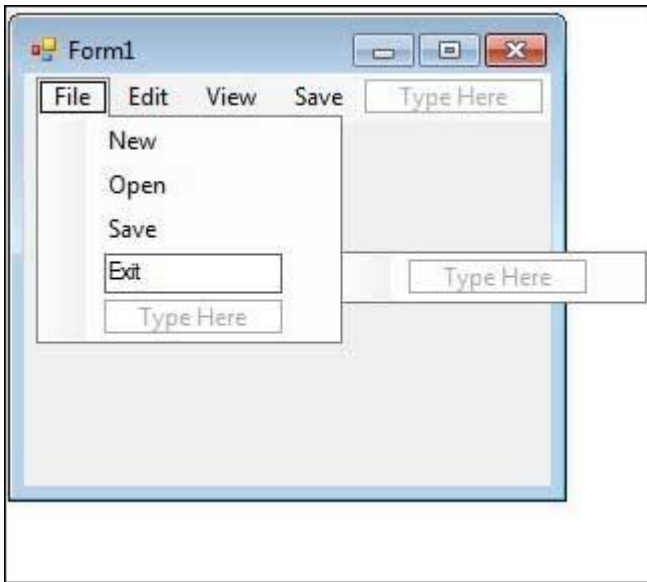 Form1
File Edit View Save Type Here
New
Open
Save
Exit Type Here
Type Here